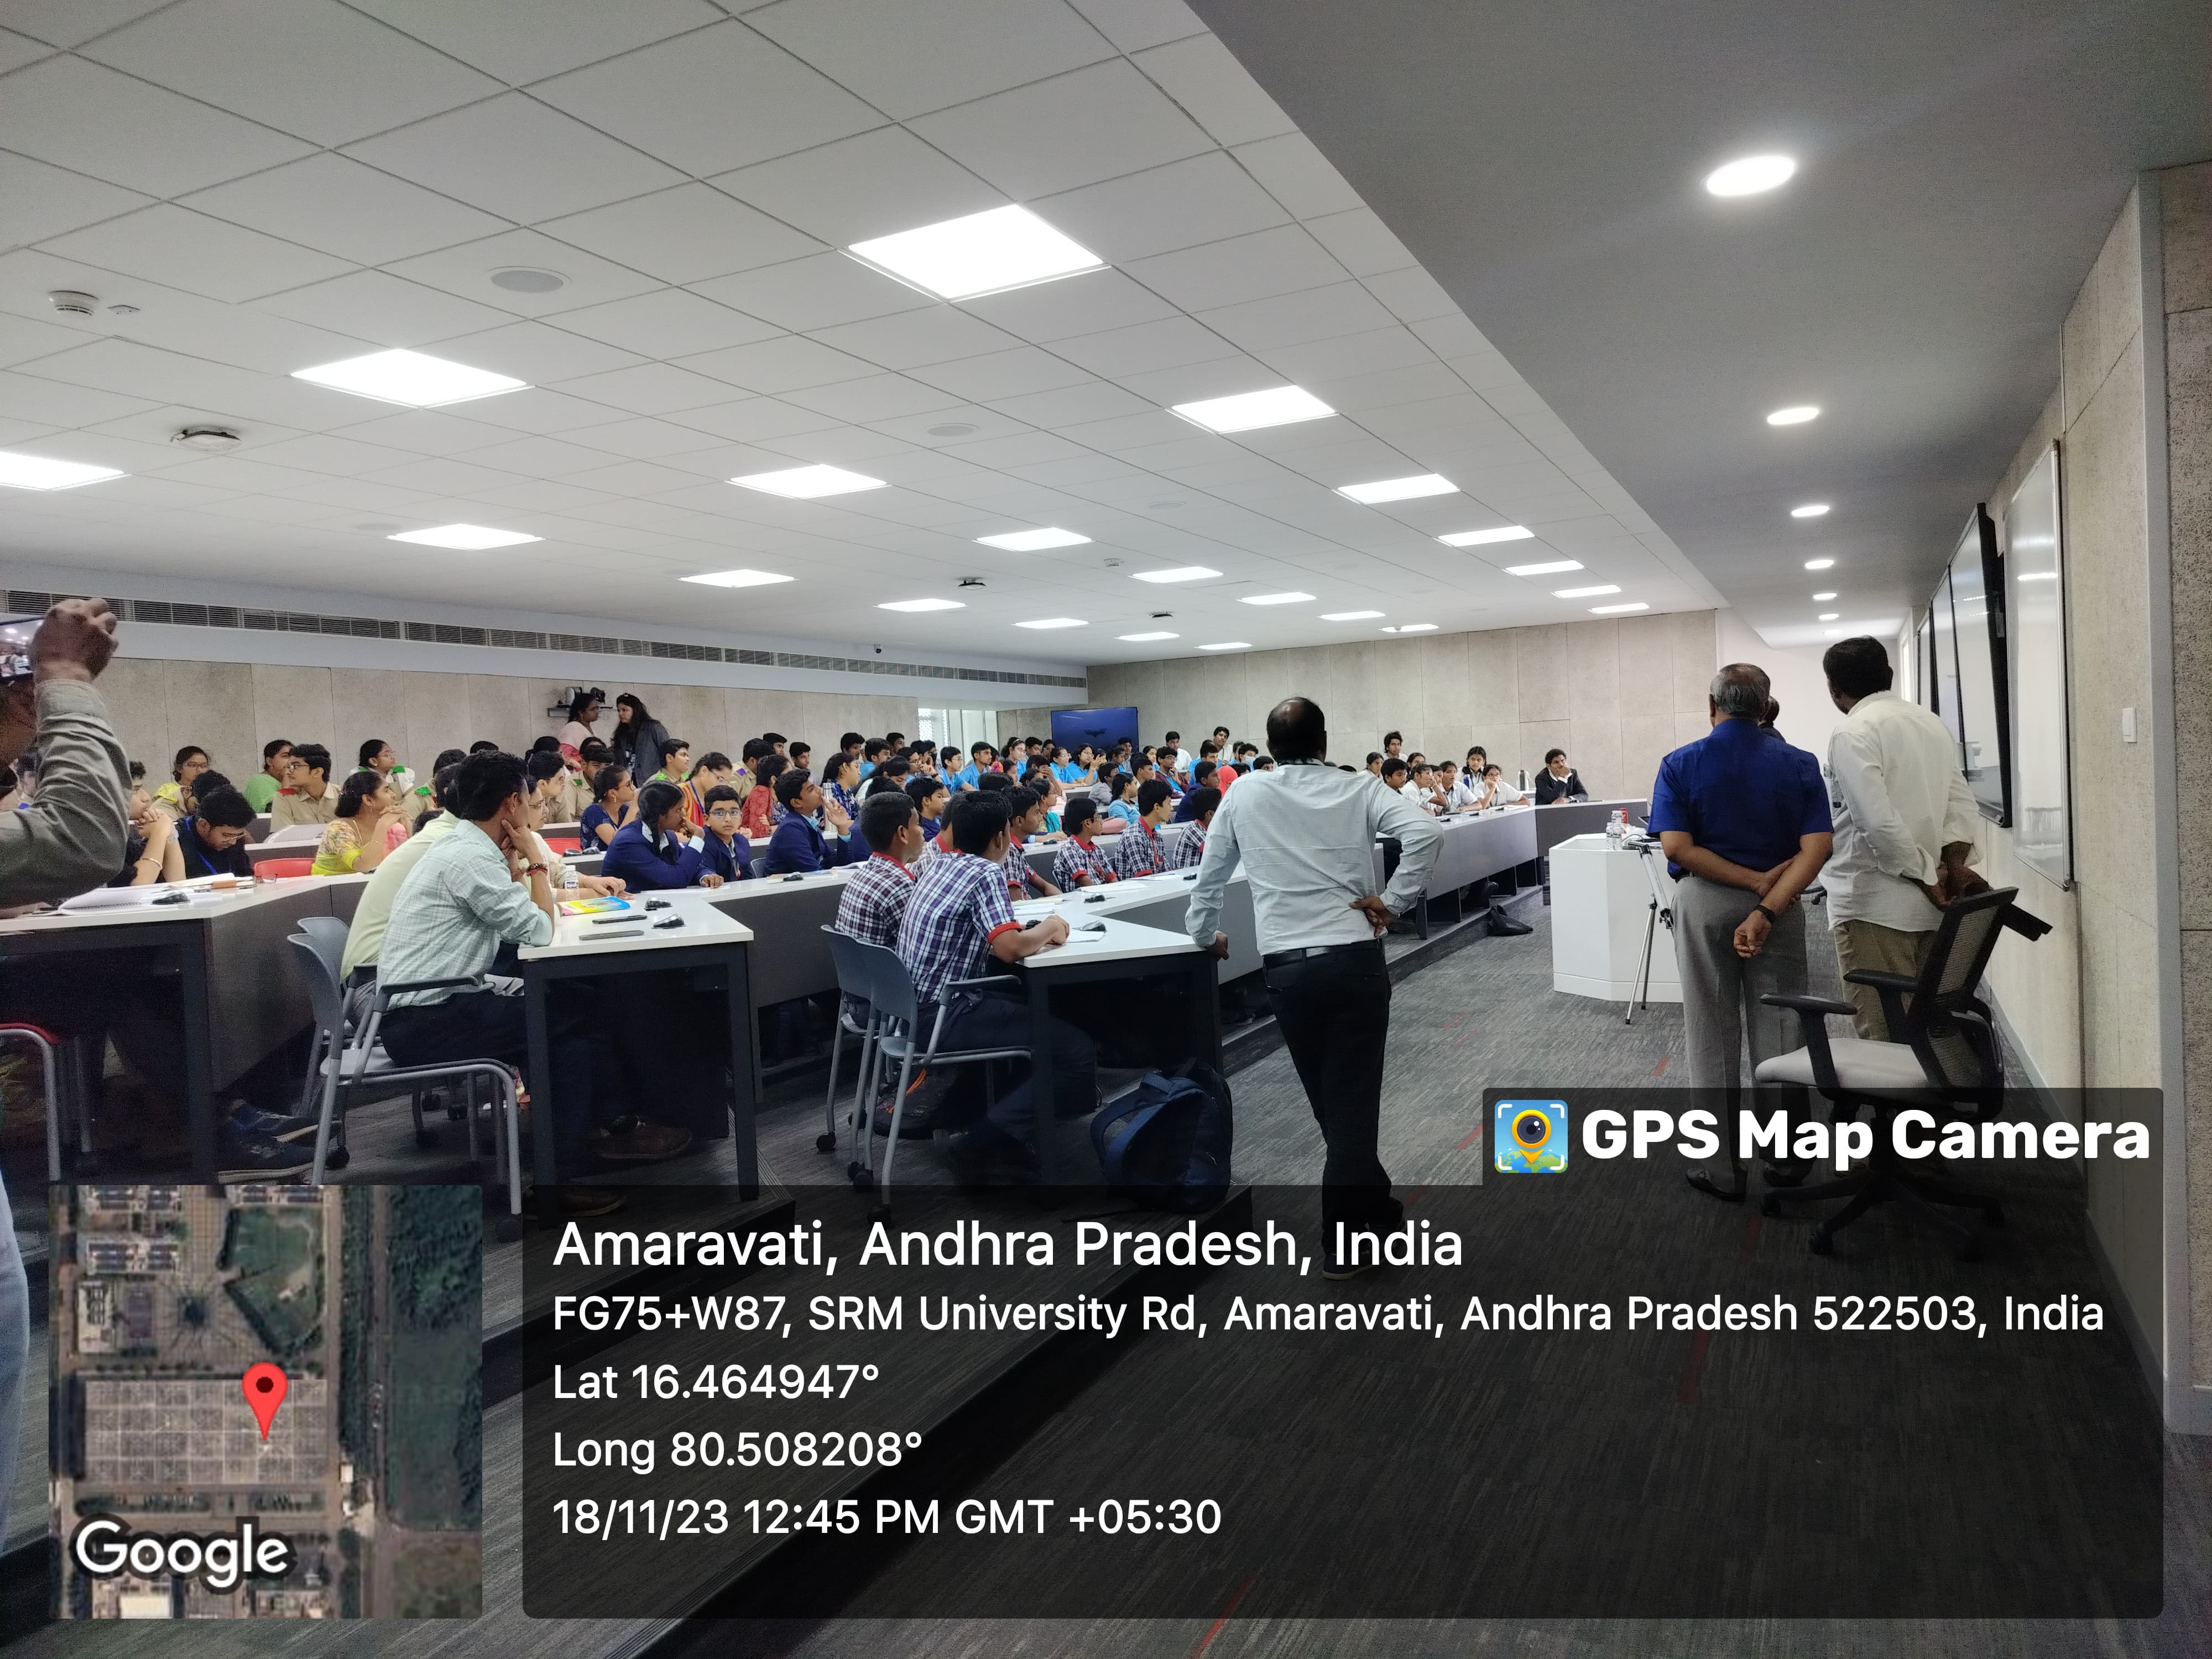 GPS Map Camera
Amaravati, Andhra Pradesh, India
FG75+W87, SRM University Rd, Amaravati, Andhra Pradesh 522503, India
Lat 16.464947°
Long 80.508208°
18/11/23 12:45 PM GMT +05:30
Google